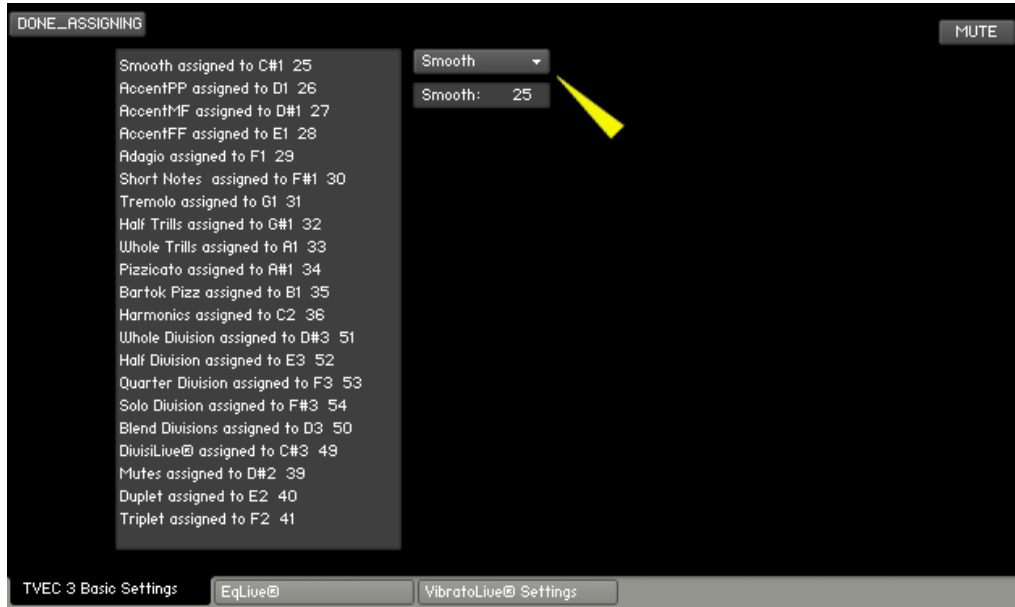 DONE_ASSIGNING
MUTE
Smooth assigned to C#1 25
AccentPP assigned to D1 26
AccentMF assigned to D#1 27
AccentFF assigned to E1 28
Adagio assigned to F1 29
Short Notes assigned to F#1 30
Tremolo assigned to G1 31
Half Trills assigned to G#1 32
Whole Trills assigned to A1 33
Pizzicato assigned to A#1 34
Bartok Pizz assigned to B1 35
Harmonics assigned to C2 36
Whole Division assigned to D#3 51
Half Division assigned to E3 52
Quarter Division assigned to F3 53
Solo Division assigned to F#3 54
Blend Divisions assigned to D3 50
DivisiLive® assigned to C#3 49
Mutes assigned to D#2 39
Duplet assigned to E2 40
Triplet assigned to F2 41
Smooth
Smooth: 25
TVEC 3 Basic Settings
EqLive®
VibratoLive® Settings